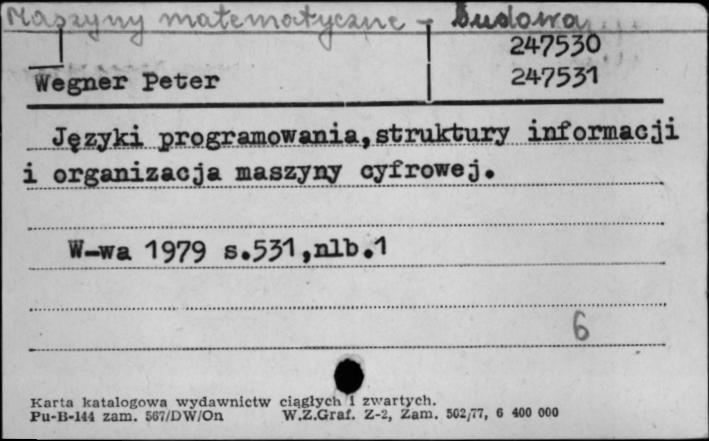 Maszyny matematyczne - budowa
247530
Wegner Peter 247531
Języki programowania,struktury informacji
i organizacja maszyny cyfrowej.
W-wa 1979 s.531,nlb.1
6
Karta katalogowa wydawnictw ciągłych i zwartych.
Pu-B-144 zam. 567/DW/On W.Z.Graf. Z-2, Zam. 502/77, 6 400 000